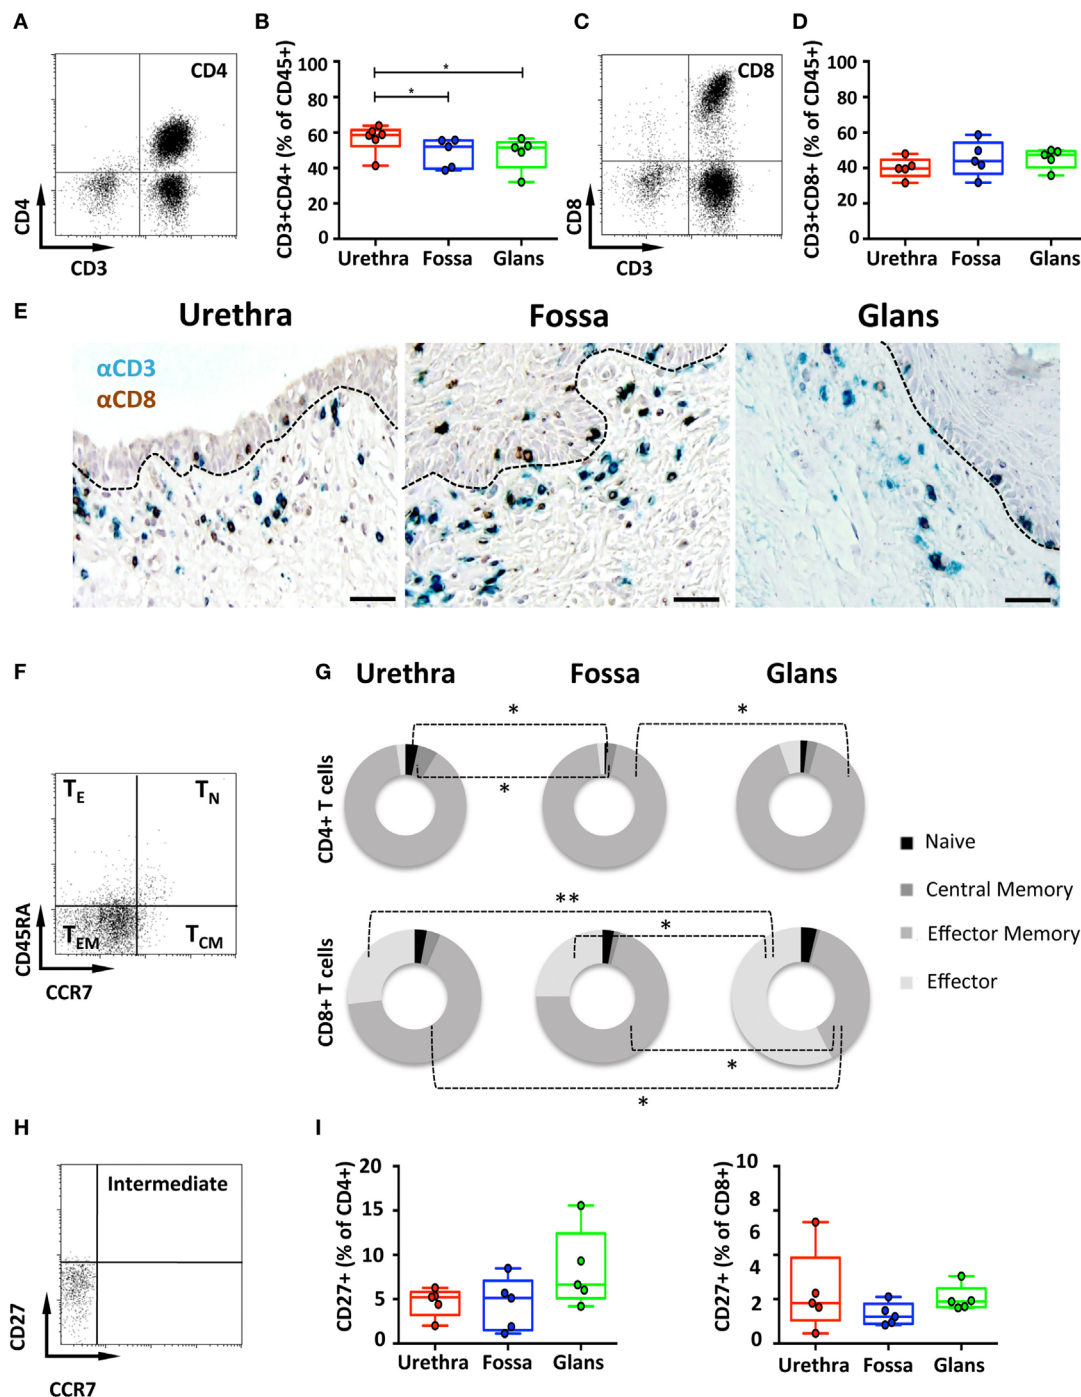 A
CD4
CD4
CD3
B
CD3+CD4+ (% of CD45+)
100
80
60
40
20
0
*
*
Urethra Fossa Glans
C
CD8
CD8
CD3
D
CD3+CD8+ (% of CD45+)
100
80
60
40
20
0
Urethra Fossa Glans
E
Urethra Fossa Glans
αCD3
αCD8
F
TE
TN
TEM
TCM
CD45RA
CCR7
G
Urethra Fossa Glans
CD4+ T cells
*
*
*
CD8+ T cells
**
*
*
*
Naive
Central Memory
Effector Memory
Effector
H
Intermediate
CD27
CCR7
I
CD27+ (% of CD4+)
20
15
10
5
0
Urethra Fossa Glans
CD27+ (% of CD8+)
10
8
6
2
0
Urethra Fossa Glans